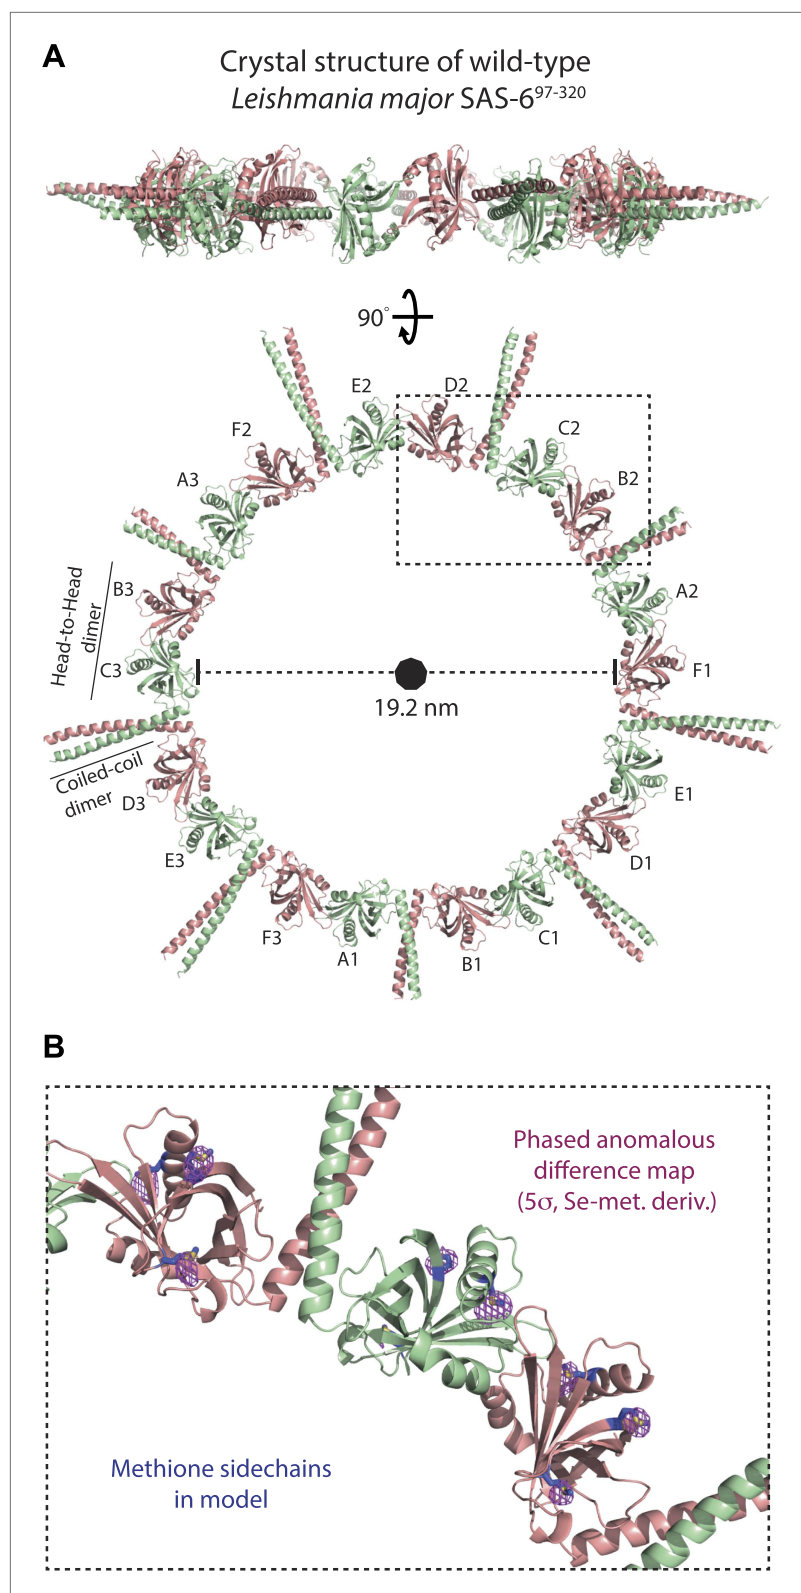 A
Crystal structure of wild-type
Leishmania major SAS-6⁹⁷⁻³²⁰
90°
E2
D2
F2
C2
A3
B2
B3
A2
Head-to-Head
dimer
C3
F1
19.2 nm
Coiled-coil
dimer
D3
E1
E3
D1
F3
A1
B1
C1
B
Phased anomalous
difference map
(5σ, Se-met. deriv.)
Methione sidechains
in model